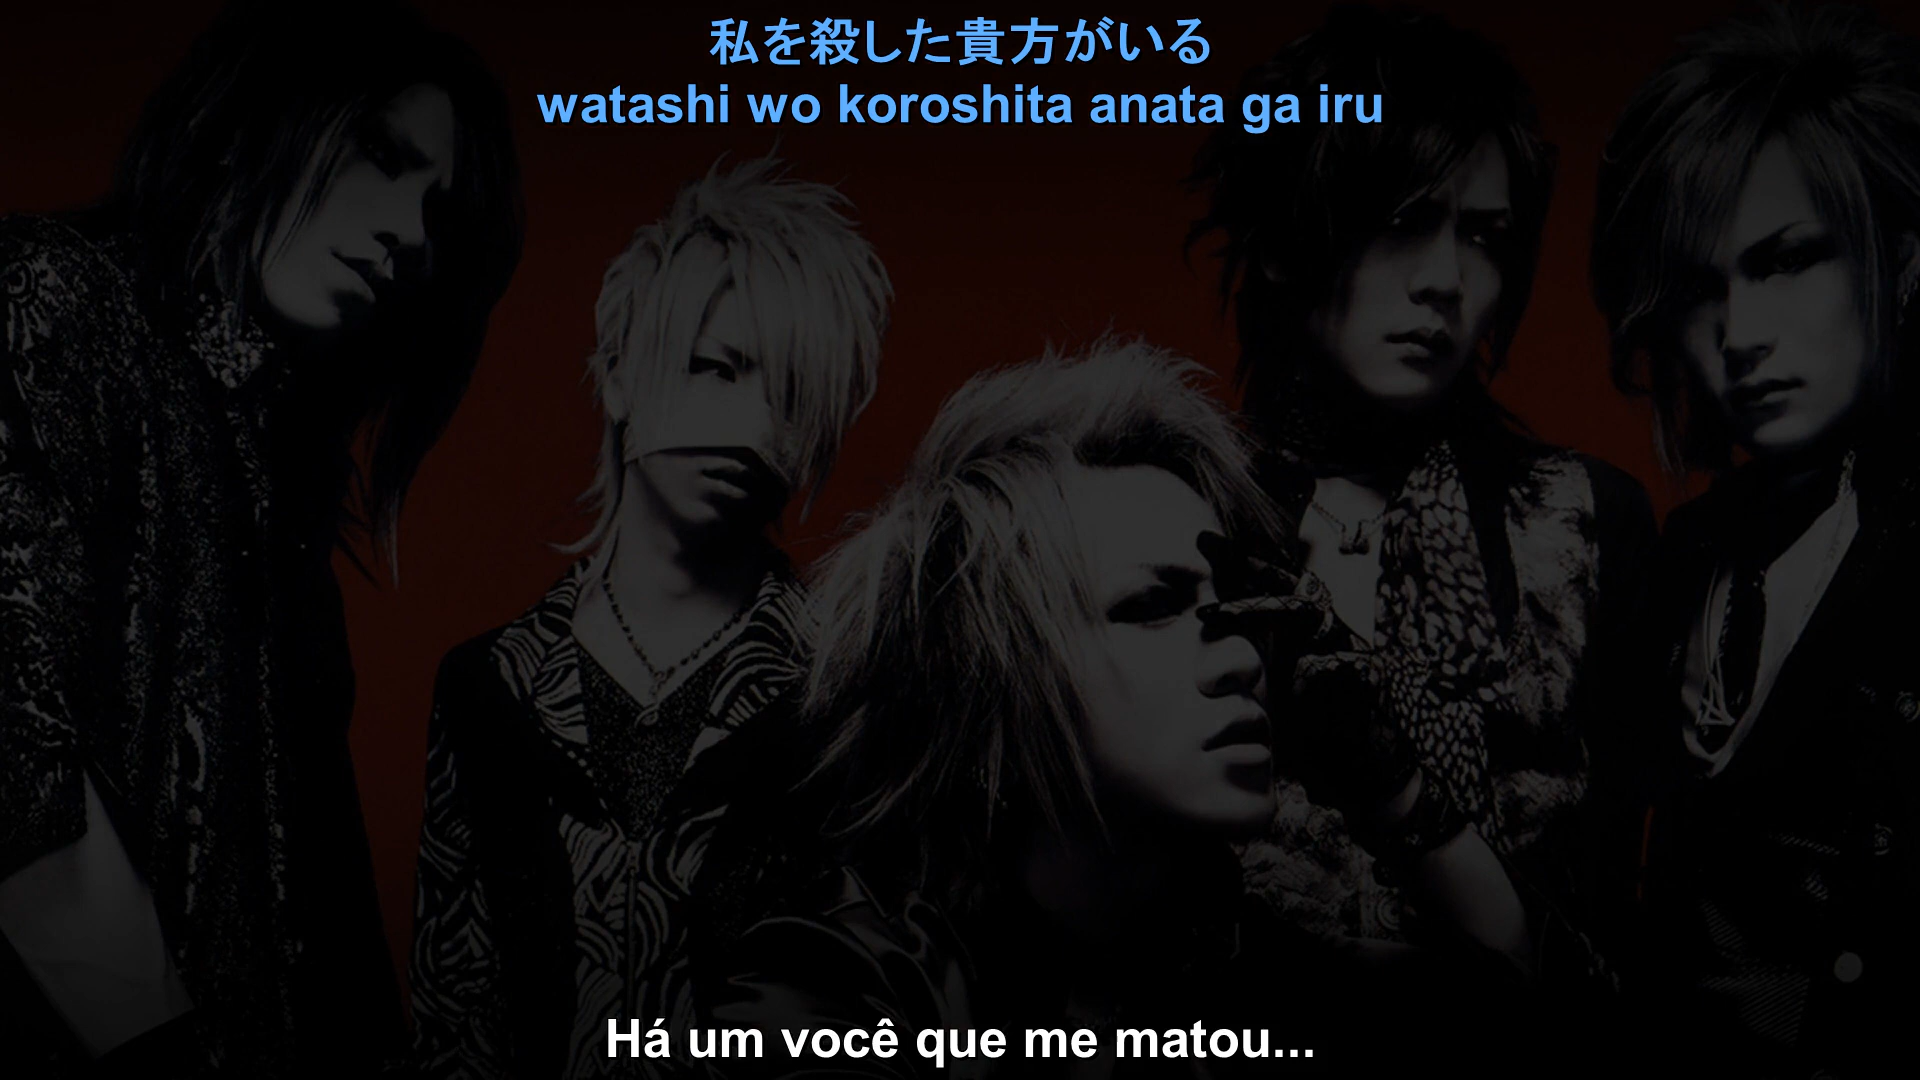 私を殺した貴方がいる
watashi wo koroshita anata ga iru
Há um você que me matou...